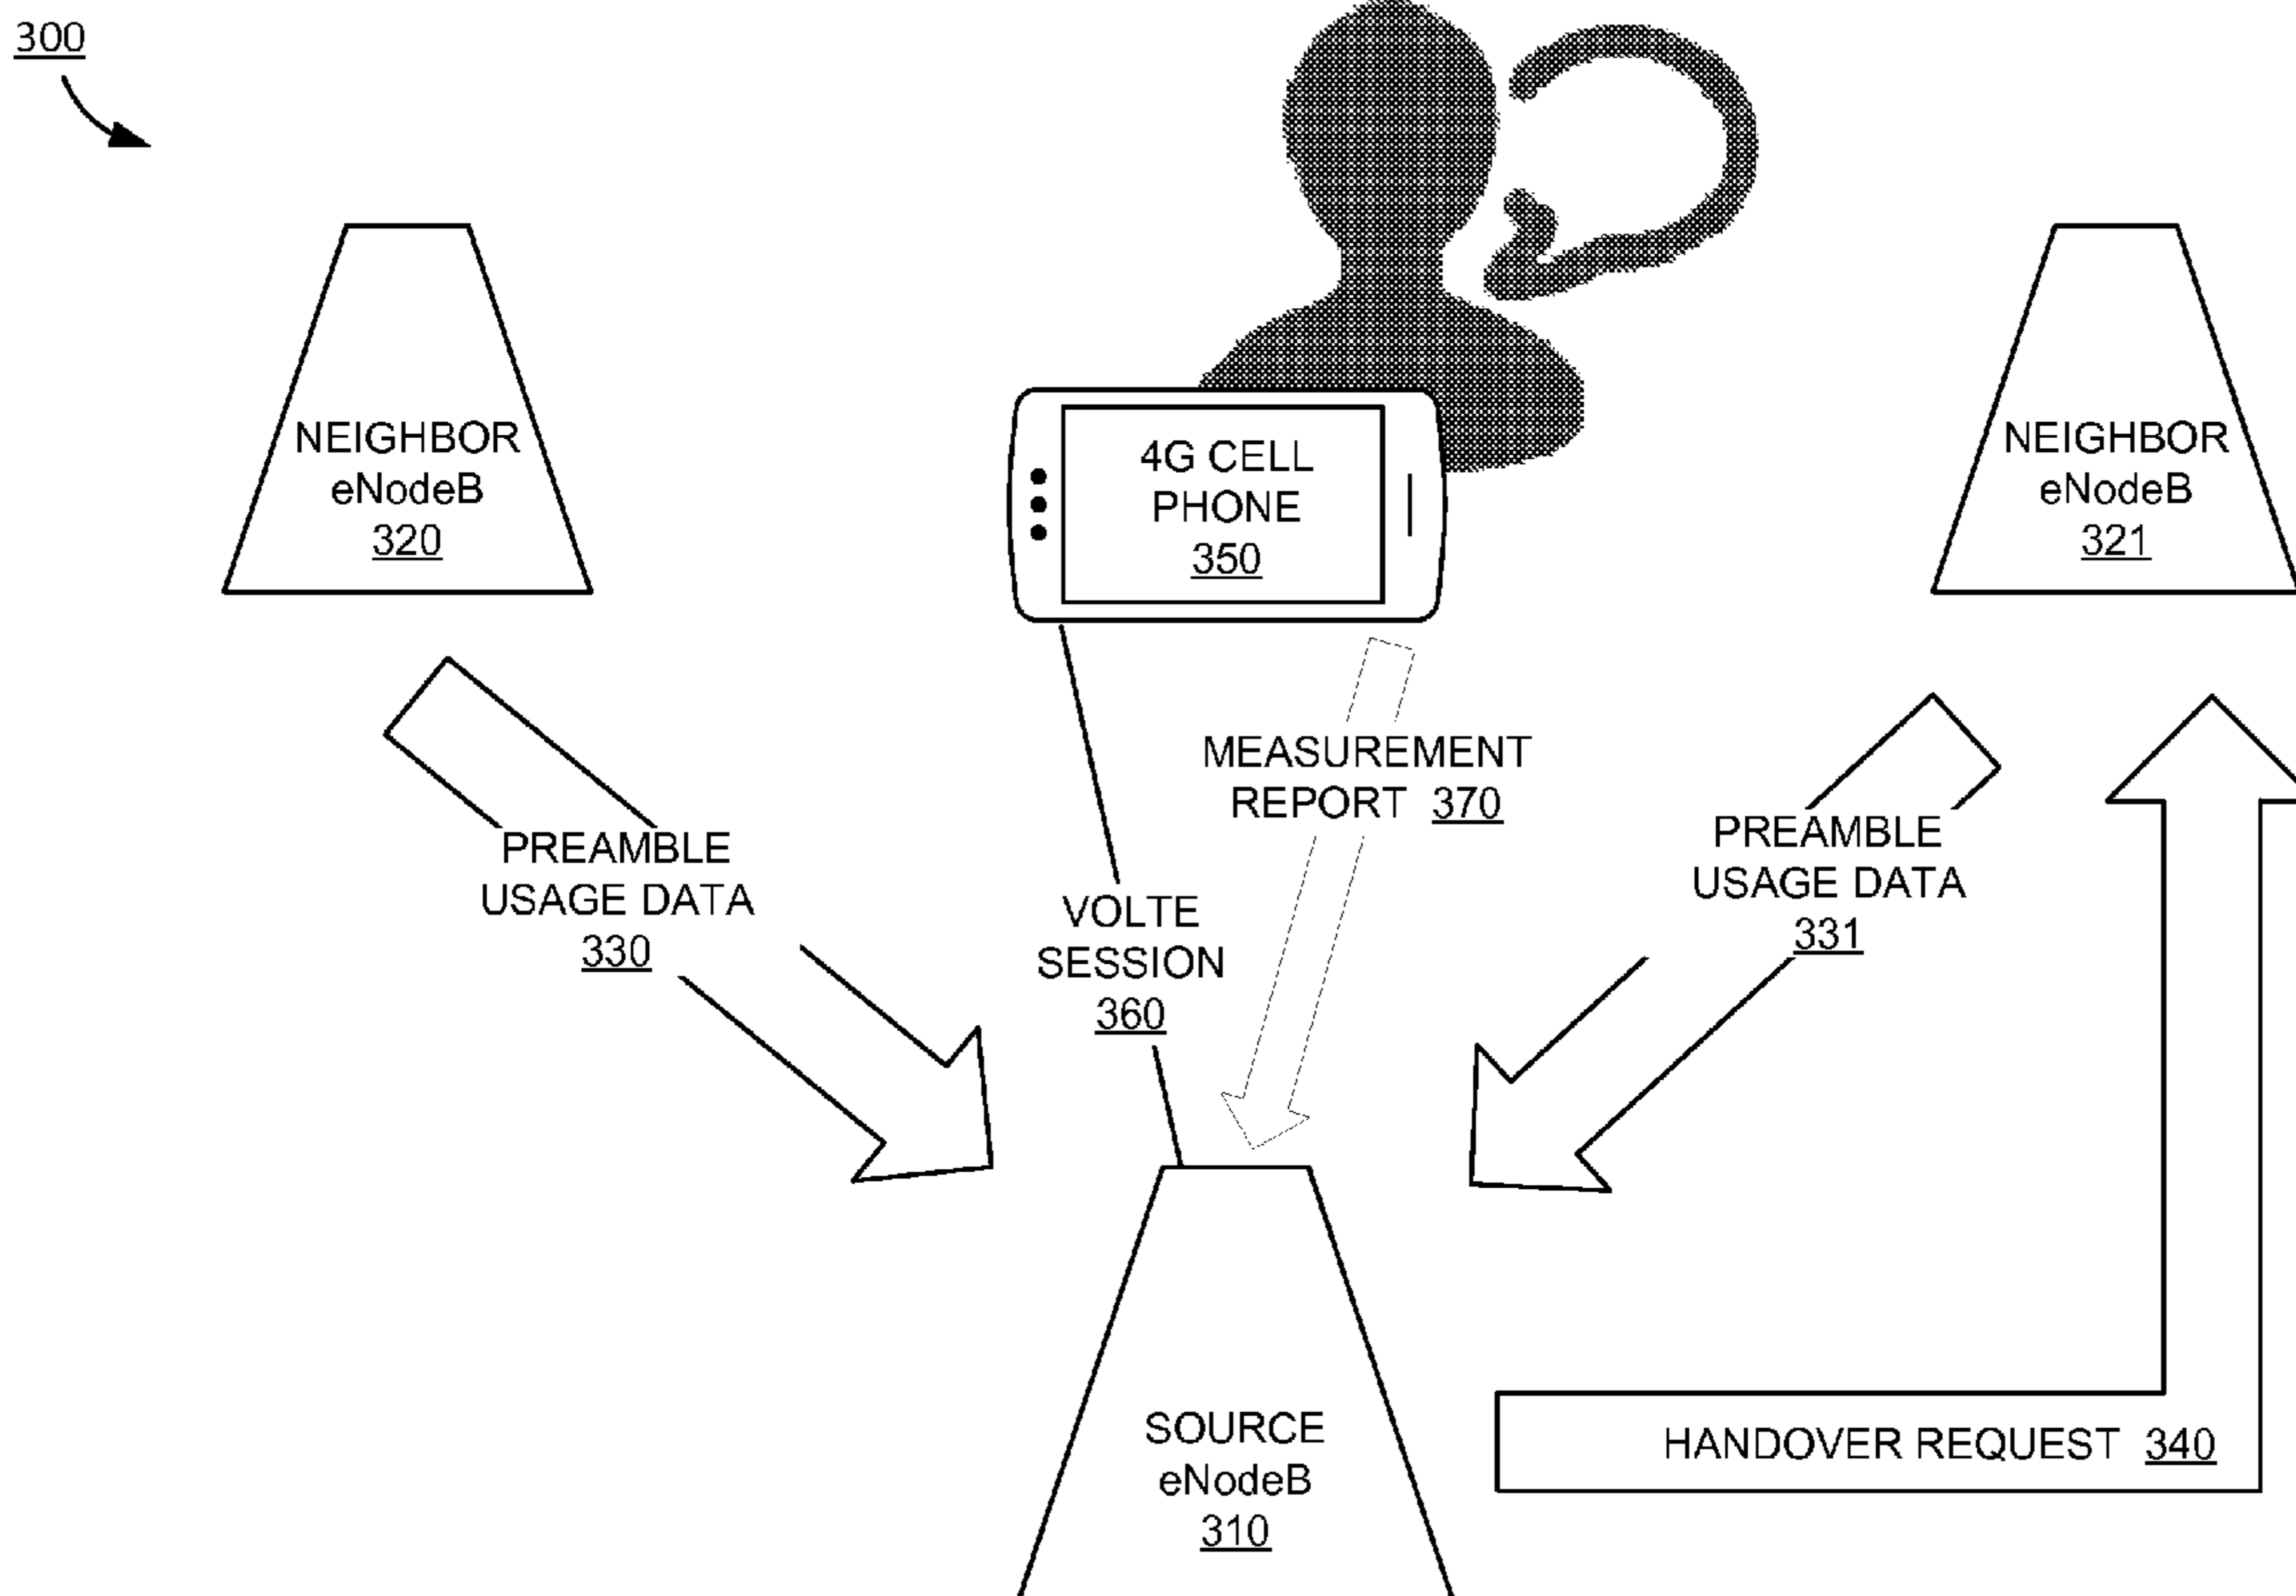 300
NEIGHBOR
eNodeB
320
4G CELL
PHONE
350
NEIGHBOR
eNodeB
321
PREAMBLE
USAGE DATA
330
VOLTE
SESSION
360
MEASUREMENT
REPORT 370
PREAMBLE
USAGE DATA
331
SOURCE
eNodeB
310
HANDOVER REQUEST 340